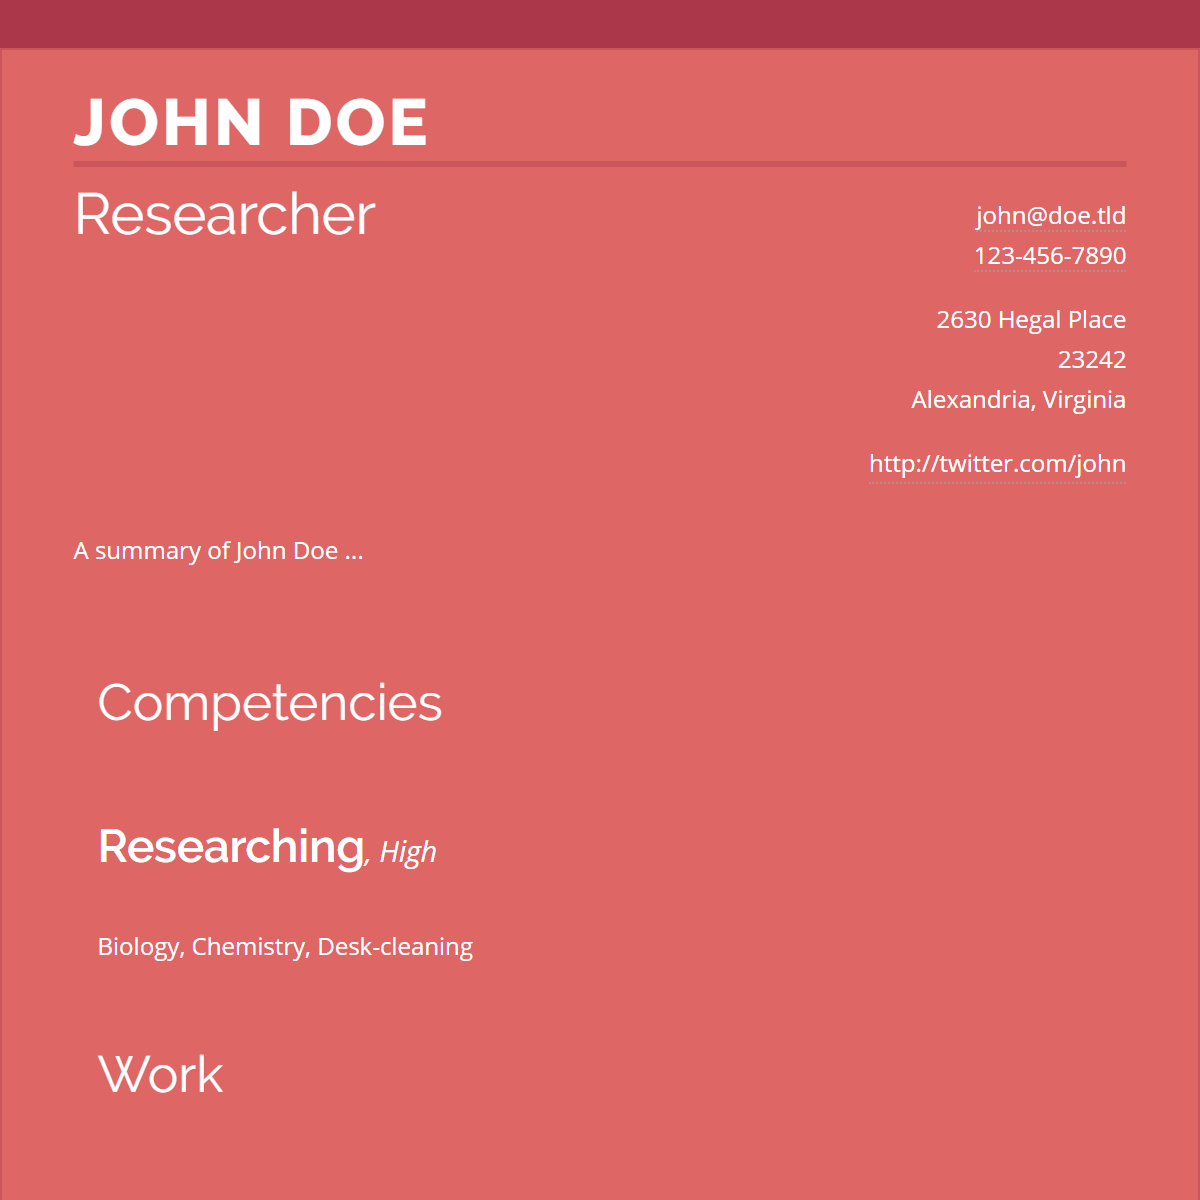 JOHN DOE
Researcher
john@doe.tld
123-456-7890
2630 Hegal Place
23242
Alexandria, Virginia
http://twitter.com/john
A summary of John Doe ...
Competencies
Researching, High
Biology, Chemistry, Desk-cleaning
Work